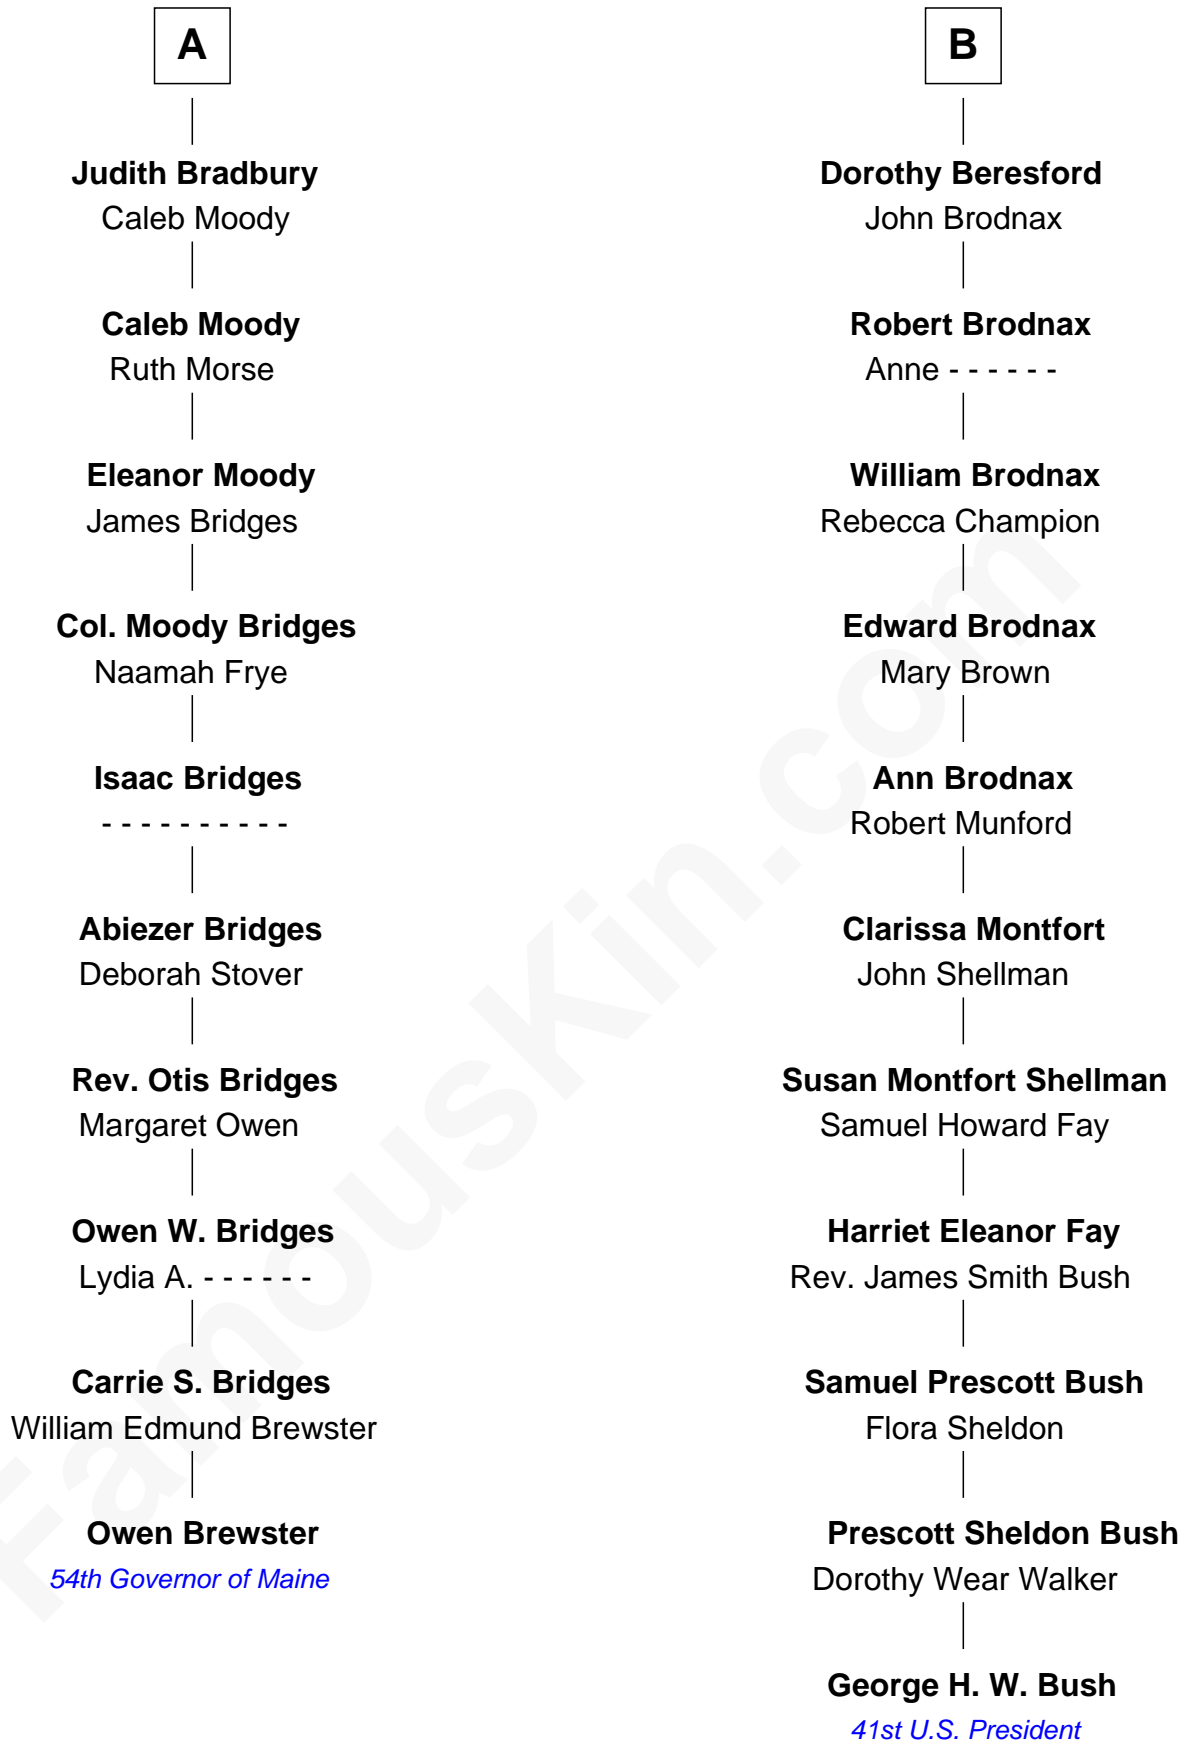 A
Judith Bradbury
Caleb Moody
Caleb Moody
Ruth Morse
Eleanor Moody
James Bridges
Col. Moody Bridges
Naamah Frye
Isaac Bridges
- - - - - - - - - -
Abiezer Bridges
Deborah Stover
Rev. Otis Bridges
Margaret Owen
Owen W. Bridges
Lydia A. - - - - - -
Carrie S. Bridges
William Edmund Brewster
Owen Brewster
54th Governor of Maine
B
Dorothy Beresford
John Brodnax
Robert Brodnax
Anne - - - - - -
William Brodnax
Rebecca Champion
Edward Brodnax
Mary Brown
Ann Brodnax
Robert Munford
Clarissa Montfort
John Shellman
Susan Montfort Shellman
Samuel Howard Fay
Harriet Eleanor Fay
Rev. James Smith Bush
Samuel Prescott Bush
Flora Sheldon
Prescott Sheldon Bush
Dorothy Wear Walker
George H. W. Bush
41st U.S. President
FamousKin.com